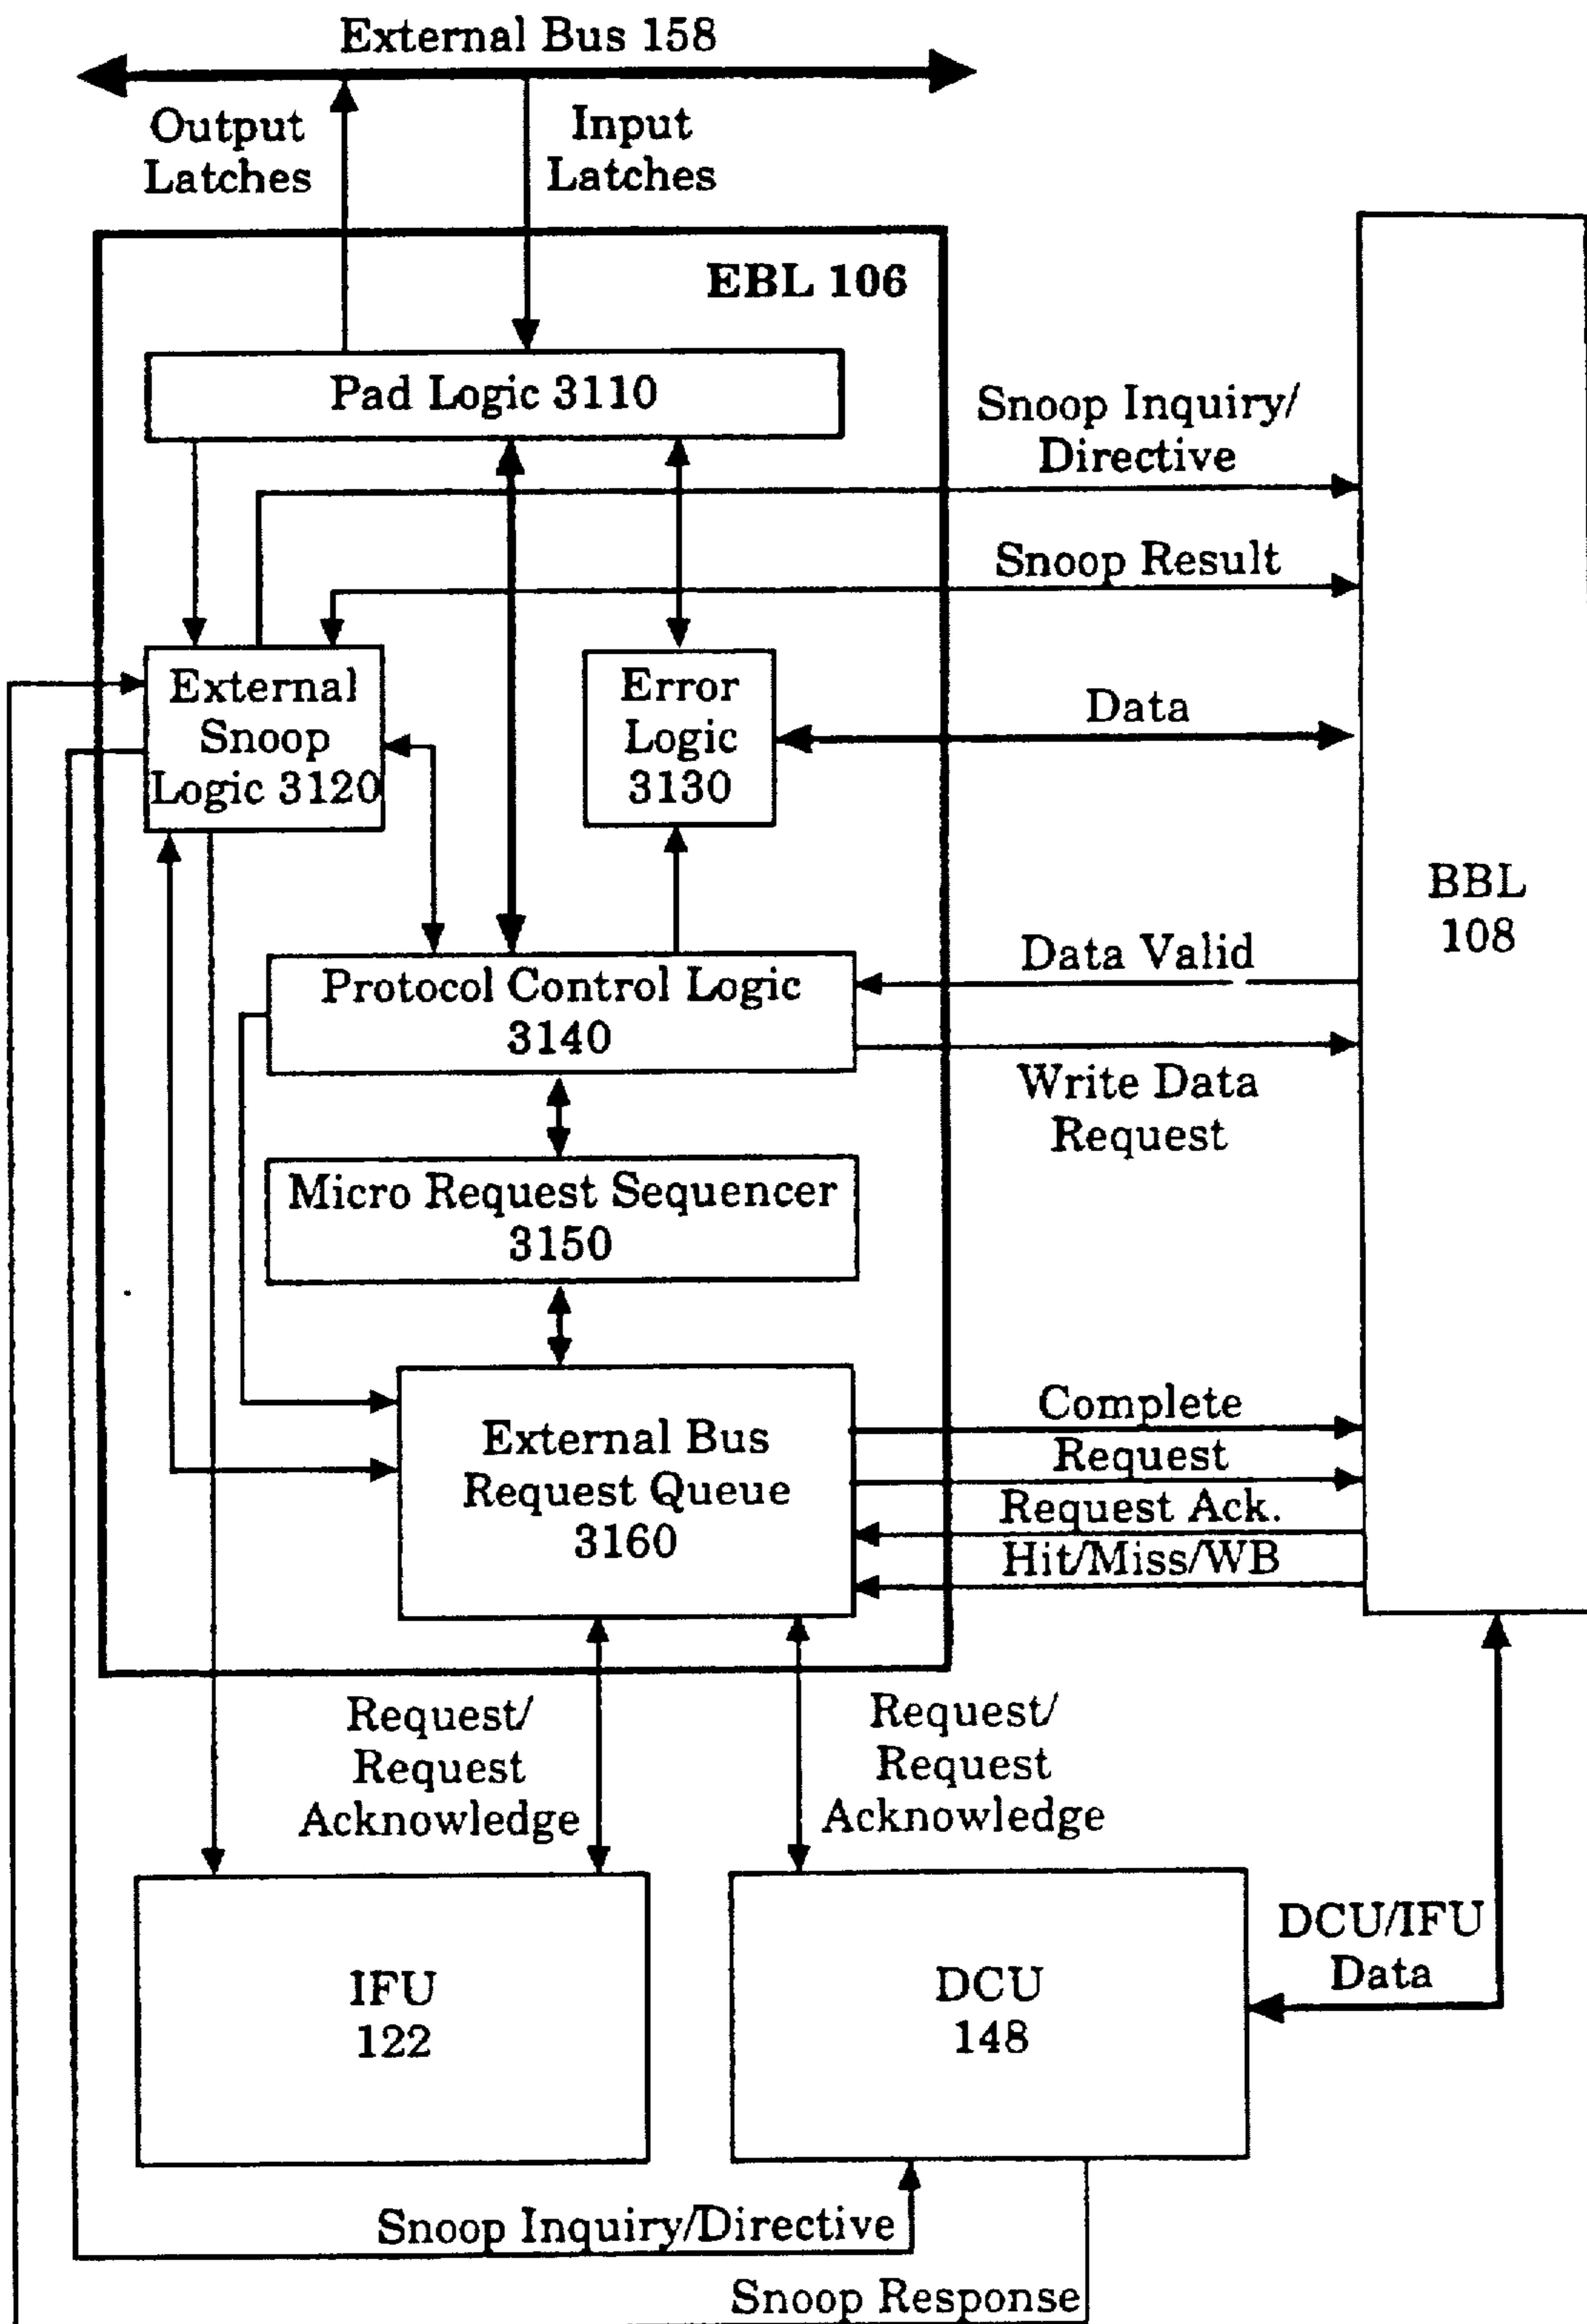 External Bus 158
Output
Latches
Input
Latches
EBL 106
Pad Logic 3110
Snoop Inquiry/
Directive
Snoop Result
External
Snoop
Logic 3120
Error
Logic
3130
Data
BBL
108
Data Valid
Protocol Control Logic
3140
Write Data
Request
Micro Request Sequencer
3150
External Bus
Request Queue
3160
Complete
Request
Request Ack.
Hit/Miss/WB
Request/
Request
Acknowledge
Request/
Request
Acknowledge
IFU
122
DCU
148
DCU/IFU
Data
Snoop Inquiry/Directive
Snoop Response